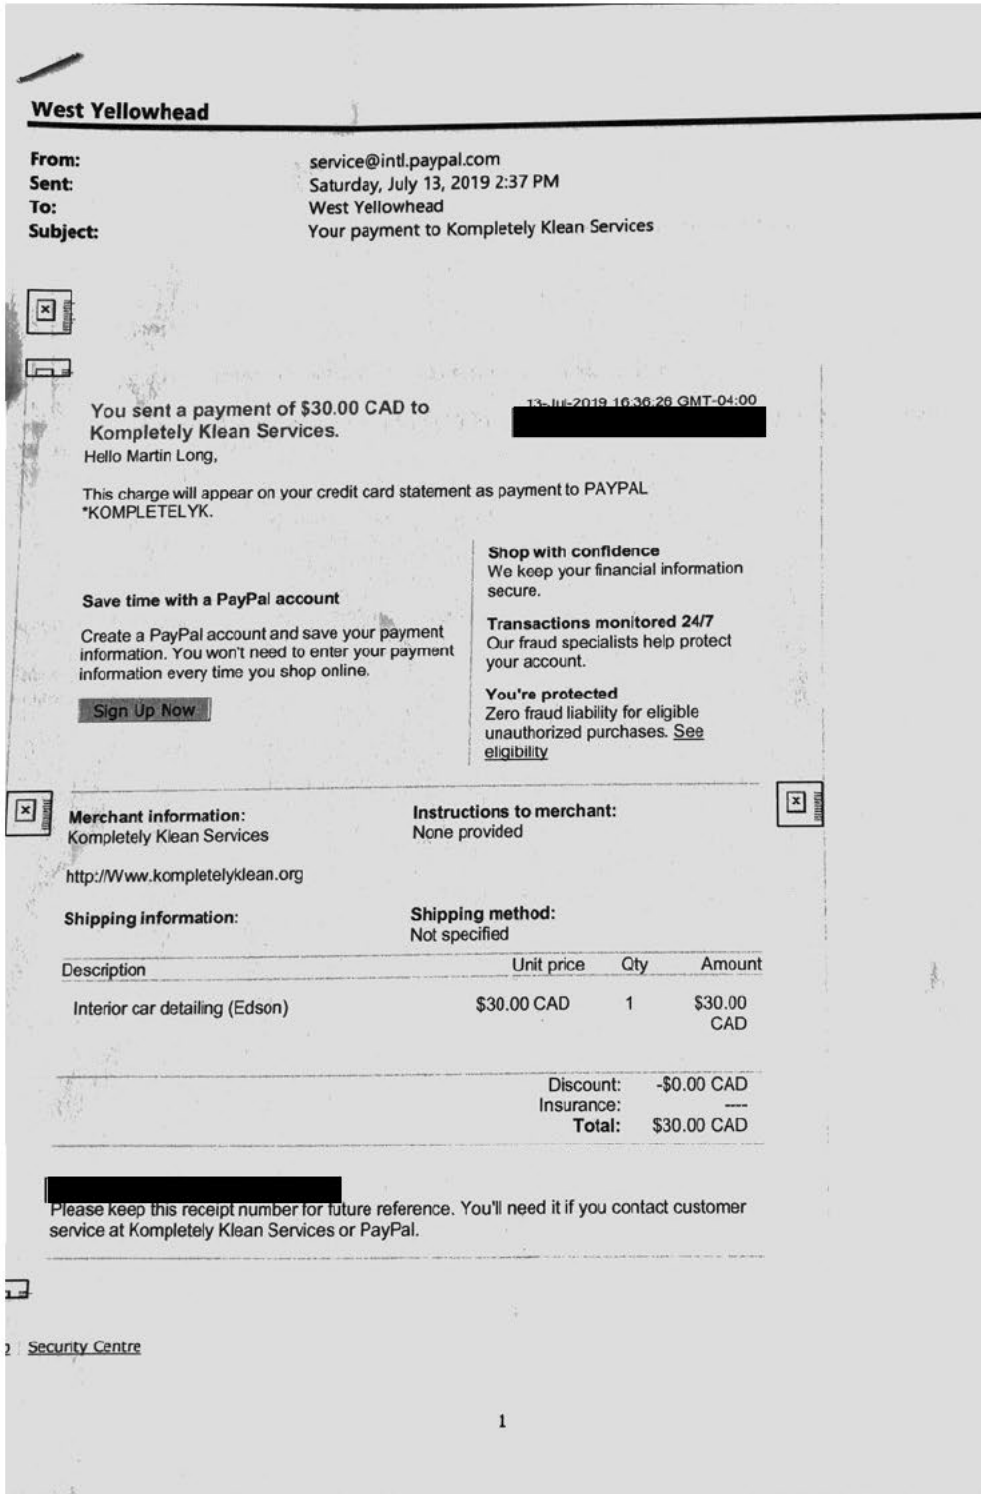 West Yellowhead
From: service@intl.paypal.com
Sent: Saturday, July 13, 2019 2:37 PM
To: West Yellowhead
Subject: Your payment to Kompletely Klean Services
13-Jul-2019 16:36:26 GMT-04:00
You sent a payment of $30.00 CAD to
Kompletely Klean Services.
Hello Martin Long,
This charge will appear on your credit card statement as payment to PAYPAL
*KOMPLETELYK.
Save time with a PayPal account
Create a PayPal account and save your payment
information. You won't need to enter your payment
information every time you shop online.
Sign Up Now
Shop with confidence
We keep your financial information
secure.
Transactions monitored 24/7
Our fraud specialists help protect
your account.
You're protected
Zero fraud liability for eligible
unauthorized purchases. See
eligibility
Merchant information:
Kompletely Klean Services
http://Www.kompletelyklean.org
Instructions to merchant:
None provided
Shipping information:
Shipping method:
Not specified
Description Unit price Qty Amount
Interior car detailing (Edson) $30.00 CAD 1 $30.00
CAD
Discount: -$0.00 CAD
Insurance: ----
Total: $30.00 CAD
Please keep this receipt number for future reference. You'll need it if you contact customer
service at Kompletely Klean Services or PayPal.
Security Centre
1